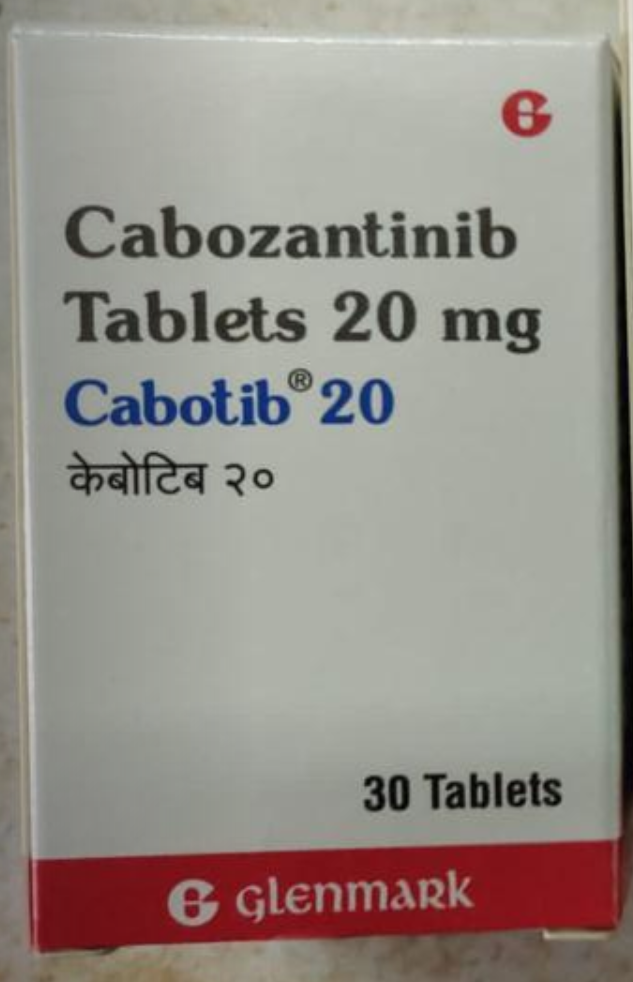 Cabozantinib
Tablets 20 mg
Cabotib® 20
केबोटिब २०
30 Tablets
G glenmark